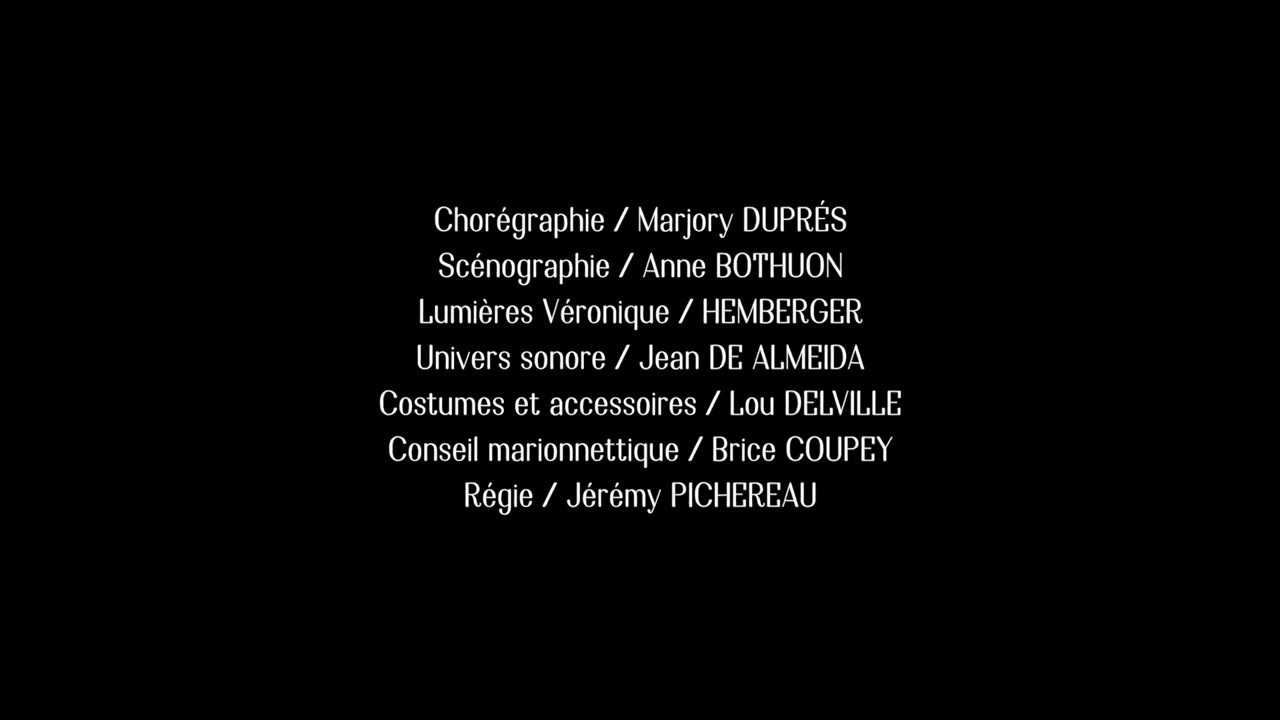 Chorégraphie / Marjory DUPRÉS
Scénographie / Anne BOTHUON
Lumières Véronique / HEMBERGER
Univers sonore / Jean DE ALMEIDA
Costumes et accessoires / Lou DELVILLE
Conseil marionnettique / Brice COUPEY
Régie / Jérémy PICHEREAU